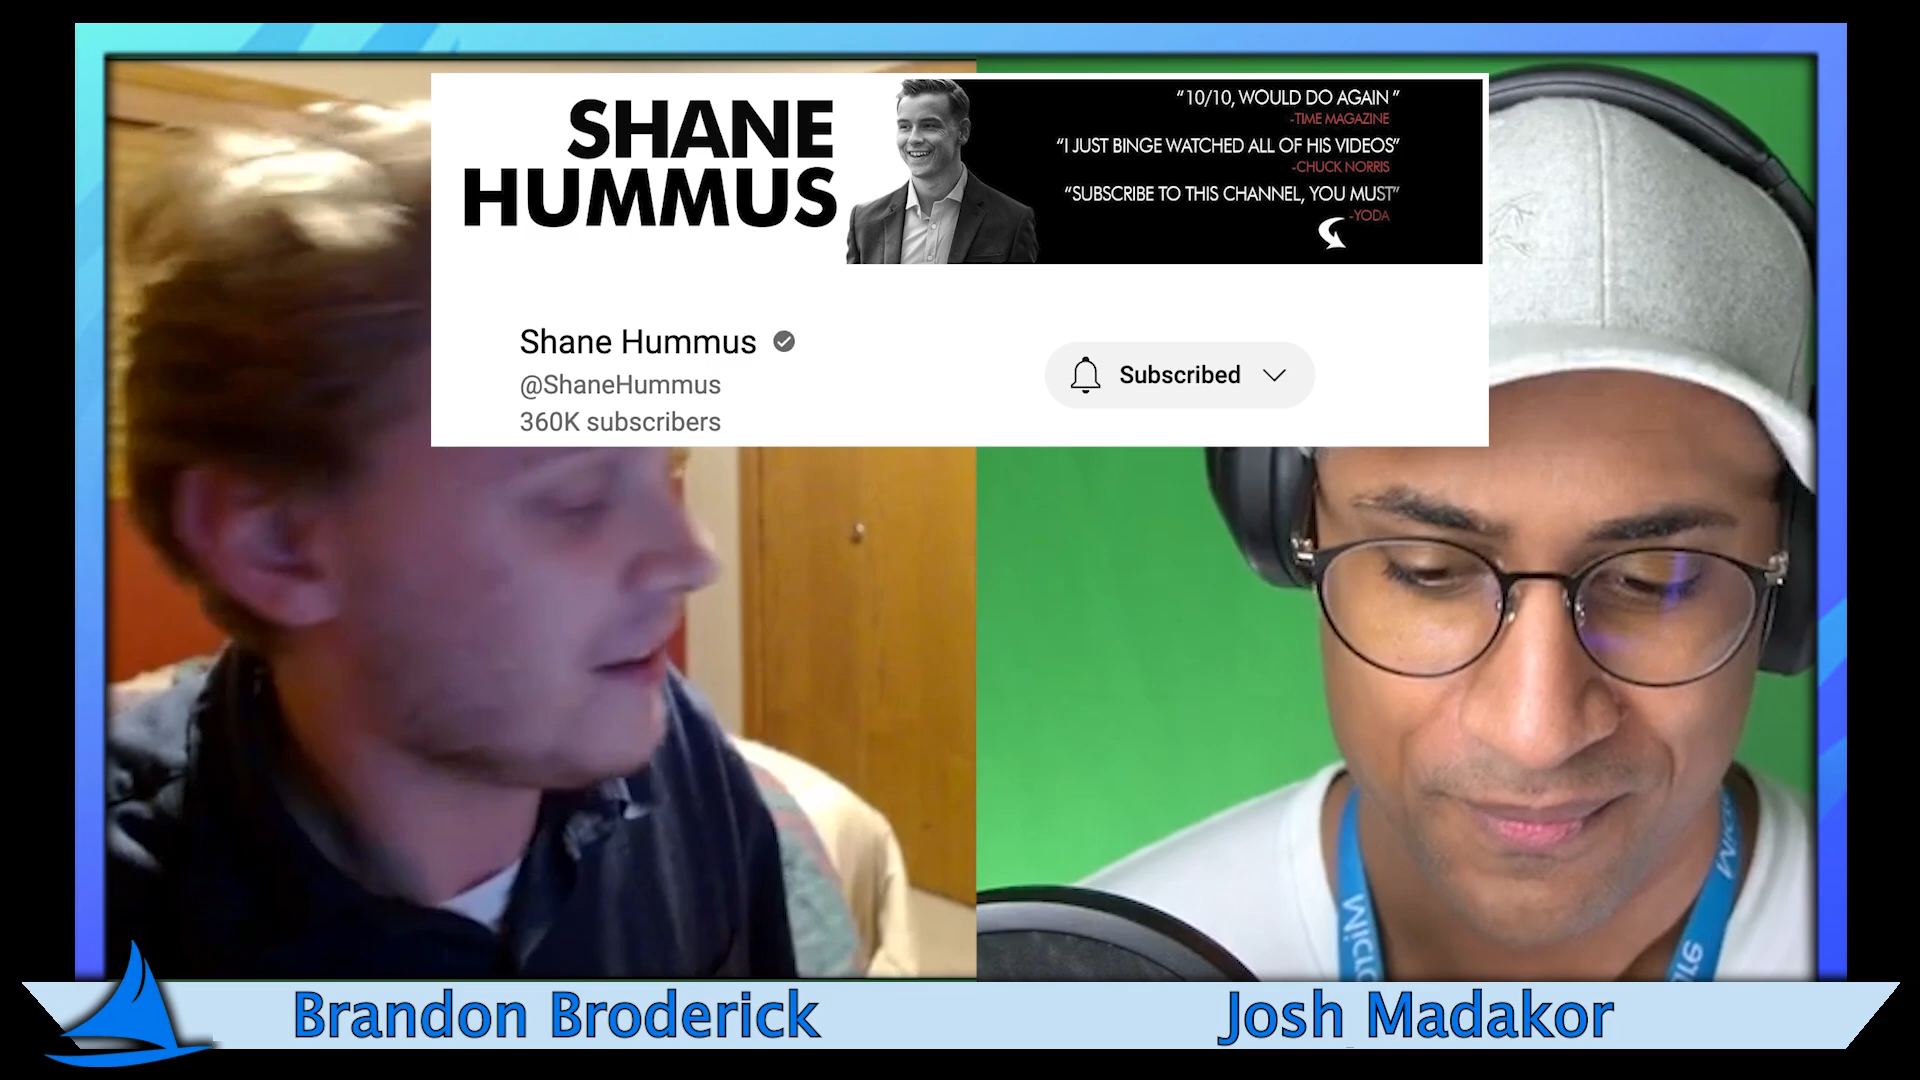 SHANE
HUMMUS
“10/10, WOULD DO AGAIN ”
-TIME MAGAZINE
“I JUST BINGE WATCHED ALL OF HIS VIDEOS”
-CHUCK NORRIS
“SUBSCRIBE TO THIS CHANNEL, YOU MUST”
-YODA
Shane Hummus
@ShaneHummus
360K subscribers
Subscribed
Brandon Broderick
Josh Madakor